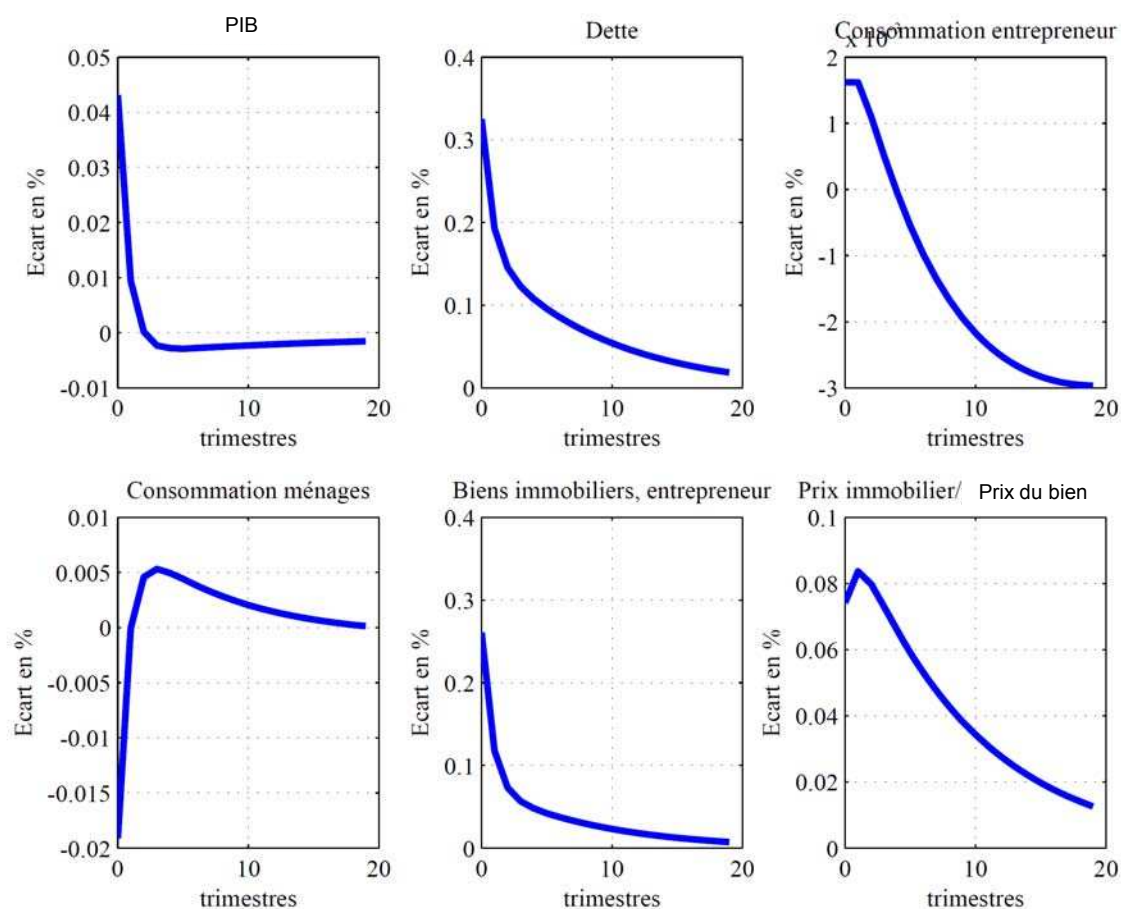 PIB
0.05
0.04
0.03
0.02
0.01
0
-0.01
0
10
20
Ecart en %
trimestres
Dette
0.4
0.3
0.2
0.1
0
0
10
20
Ecart en %
trimestres
Consommation entrepreneur
x 10
2
1
0
-1
-2
-3
0
10
20
Ecart en %
trimestres
Consommation ménages
0.01
0.005
0
-0.005
-0.01
-0.015
-0.02
0
10
20
Ecart en %
trimestres
Biens immobiliers, entrepreneur
0.4
0.3
0.2
0.1
0
0
10
20
Ecart en %
trimestres
Prix immobilier/ Prix du bien
0.1
0.08
0.06
0.04
0.02
0
0
10
20
Ecart en %
trimestres